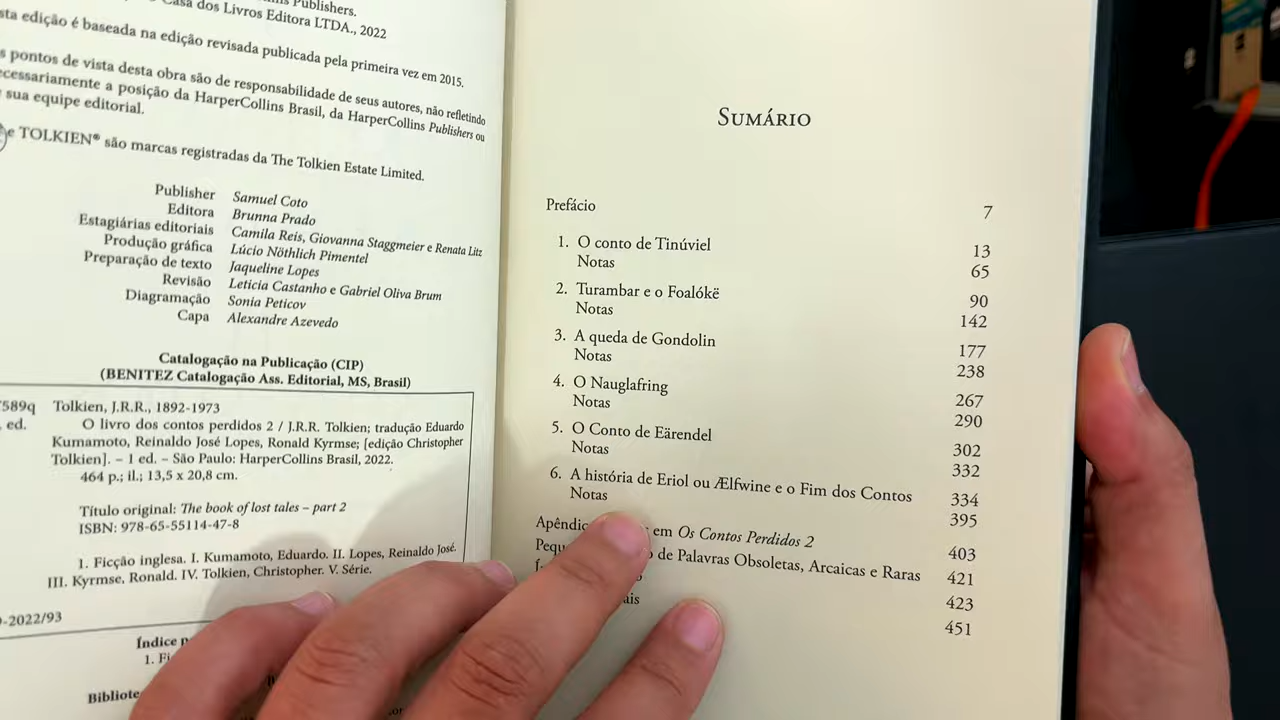 Publishers.
Casa dos Livros Editora LTDA., 2022
sta edição é baseada na edição revisada publicada pela primeira vez em 2015.
s pontos de vista desta obra são de responsabilidade de seus autores, não refletindo
ecessariamente a posição da HarperCollins Brasil, da HarperCollins Publishers ou
sua equipe editorial.
e TOLKIEN® são marcas registradas da The Tolkien Estate Limited.
Publisher Samuel Coto
Editora Brunna Prado
Estagiárias editoriais Camila Reis, Giovanna Staggmeier e Renata Litz
Produção gráfica Lúcio Nöthlich Pimentel
Preparação de texto Jaqueline Lopes
Revisão Leticia Castanho e Gabriel Oliva Brum
Diagramação Sonia Peticov
Capa Alexandre Azevedo
Catalogação na Publicação (CIP)
(BENITEZ Catalogação Ass. Editorial, MS, Brasil)
589q Tolkien, J.R.R., 1892-1973
ed. O livro dos contos perdidos 2 / J.R.R. Tolkien; tradução Eduardo
Kumamoto, Reinaldo José Lopes, Ronald Kyrmse; [edição Christopher
Tolkien]. – 1 ed. – São Paulo: HarperCollins Brasil, 2022.
464 p.; il.; 13,5 x 20,8 cm.
Título original: The book of lost tales – part 2
ISBN: 978-65-55114-47-8
1. Ficção inglesa. I. Kumamoto, Eduardo. II. Lopes, Reinaldo José.
III. Kyrmse, Ronald. IV. Tolkien, Christopher. V. Série.
-2022/93
Índice
1.
Bibliote
SUMÁRIO
Prefácio 7
1. O conto de Tinúviel 13
Notas 65
2. Turambar e o Foalókë 90
Notas 142
3. A queda de Gondolin 177
Notas 238
4. O Nauglafring 267
Notas 290
5. O Conto de Eärendel 302
Notas 332
6. A história de Eriol ou Ælfwine e o Fim dos Contos 334
Notas 395
Apêndic em Os Contos Perdidos 2 403
Pequ de Palavras Obsoletas, Arcaicas e Raras 421
423
ais 451